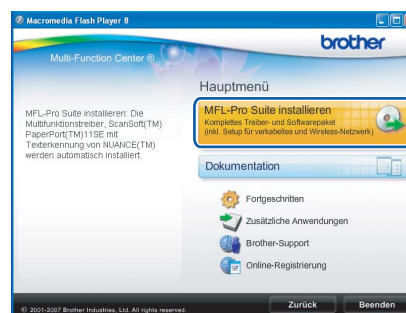 Macromedia Flash Player 8
brother
Multi-Function Center ®
Hauptmenü
MFL-Pro Suite installieren: Die
Multifunktionstreiber, ScanSoft(TM)
PaperPort(TM)11SE mit
Texterkennung von NUANCE(TM)
werden automatisch installiert.
MFL-Pro Suite installieren
Komplettes Treiber- und Softwarepaket
(inkl. Setup für verkabeltes und Wireless-Netzwerk)
Dokumentation
Fortgeschritten
Zusätzliche Anwendungen
Brother-Support
Online-Registrierung
© 2001-2007 Brother Industries, Ltd. All rights reserved.
Zurück
Beenden